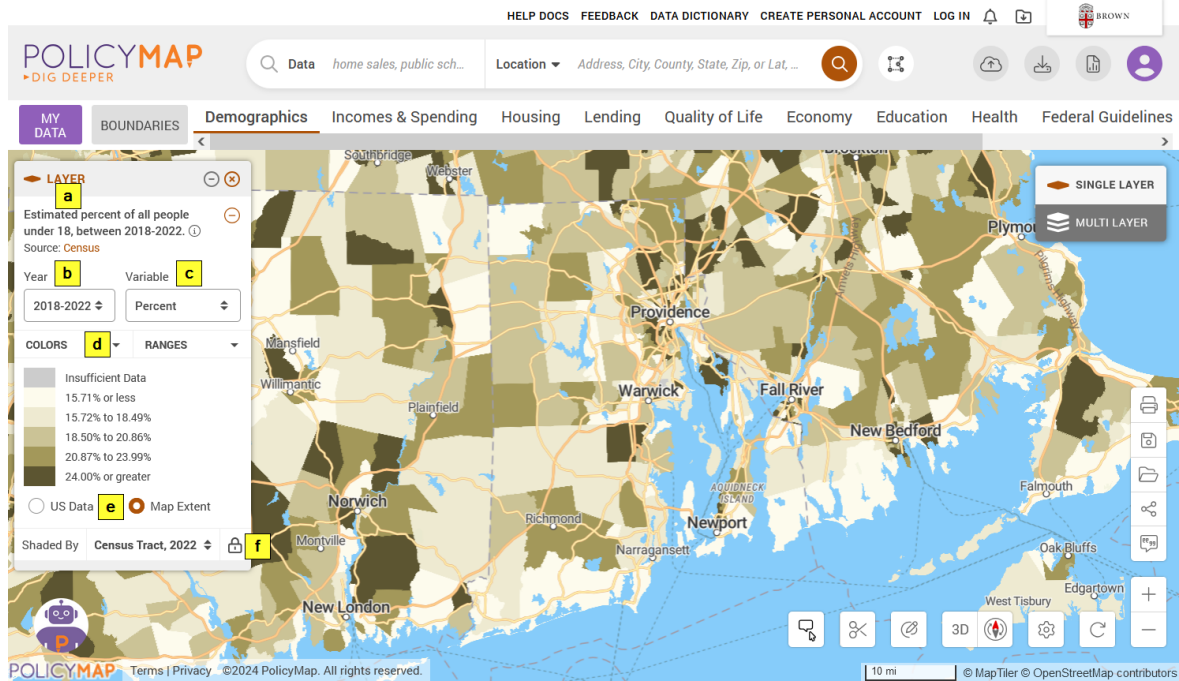 HELP DOCS FEEDBACK DATA DICTIONARY CREATE PERSONAL ACCOUNT LOG IN
BROWN
POLICYMAP
DIG DEEPER
Data home sales, public sch... Location Address, City, County, State, Zip, or Lat, ...
MY DATA
BOUNDARIES
Demographics Incomes & Spending Housing Lending Quality of Life Economy Education Health Federal Guidelines
LAYER
a
Estimated percent of all people
under 18, between 2018-2022.
Source: Census
Year b Variable c
2018-2022 Percent
COLORS d RANGES
Insufficient Data
15.71% or less
15.72% to 18.49%
18.50% to 20.86%
20.87% to 23.99%
24.00% or greater
US Data e Map Extent
Shaded By Census Tract, 2022 f
SINGLE LAYER
MULTI LAYER
Southbridge
Webster
Brockton
Plymou
Amvets Highway
Pilgrims Highway
Providence
Mansfield
Willimantic
Plainfield
Warwick
Fall River
New Bedford
AQUIDNECK
ISLAND
Falmouth
Norwich
Richmond
Newport
Montville
Narragansett
Oak Bluffs
Edgartown
West Tisbury
New London
3D
P
POLICYMAP Terms | Privacy ©2024 PolicyMap. All rights reserved.
10 mi
© MapTiler © OpenStreetMap contributors